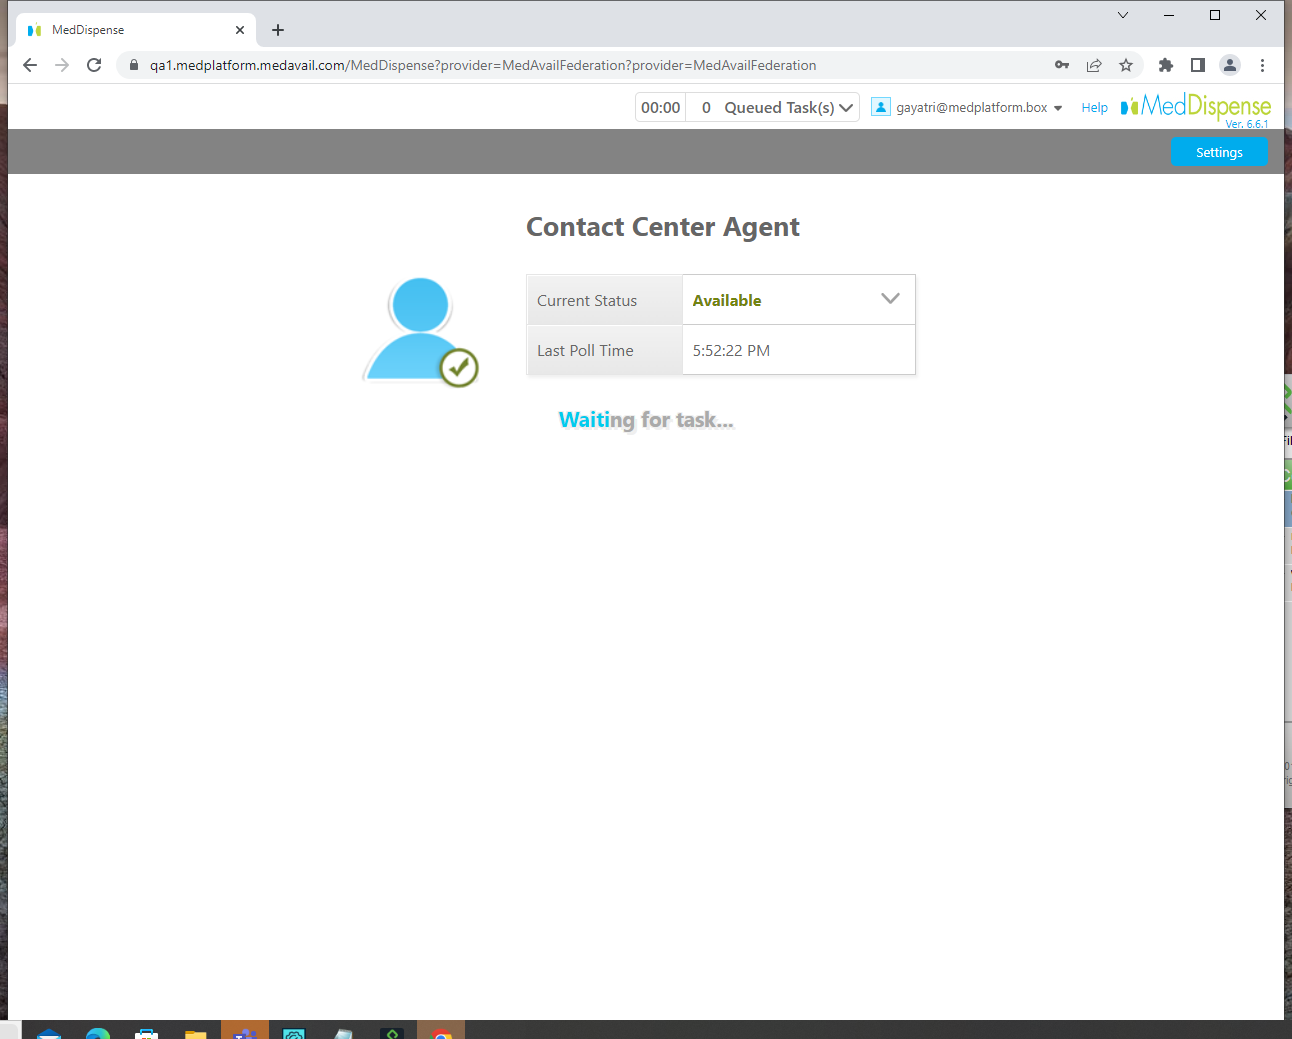 MedDispense
qa1.medplatform.medavail.com/MedDispense?provider=MedAvailFederation?provider=MedAvailFederation
00:00 0 Queued Task(s) gayatri@medplatform.box Help MedDispense
Ver. 6.6.1
Settings
Contact Center Agent
Current Status Available
Last Poll Time 5:52:22 PM
Waiting for task...